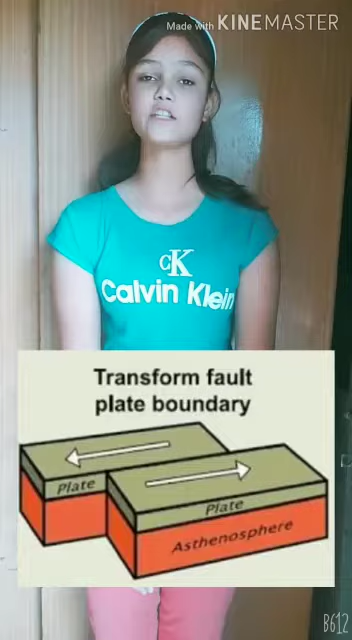 Made with KINEMASTER
cK
Calvin Klein
Transform fault
plate boundary
Plate
Plate
Asthenosphere
B612